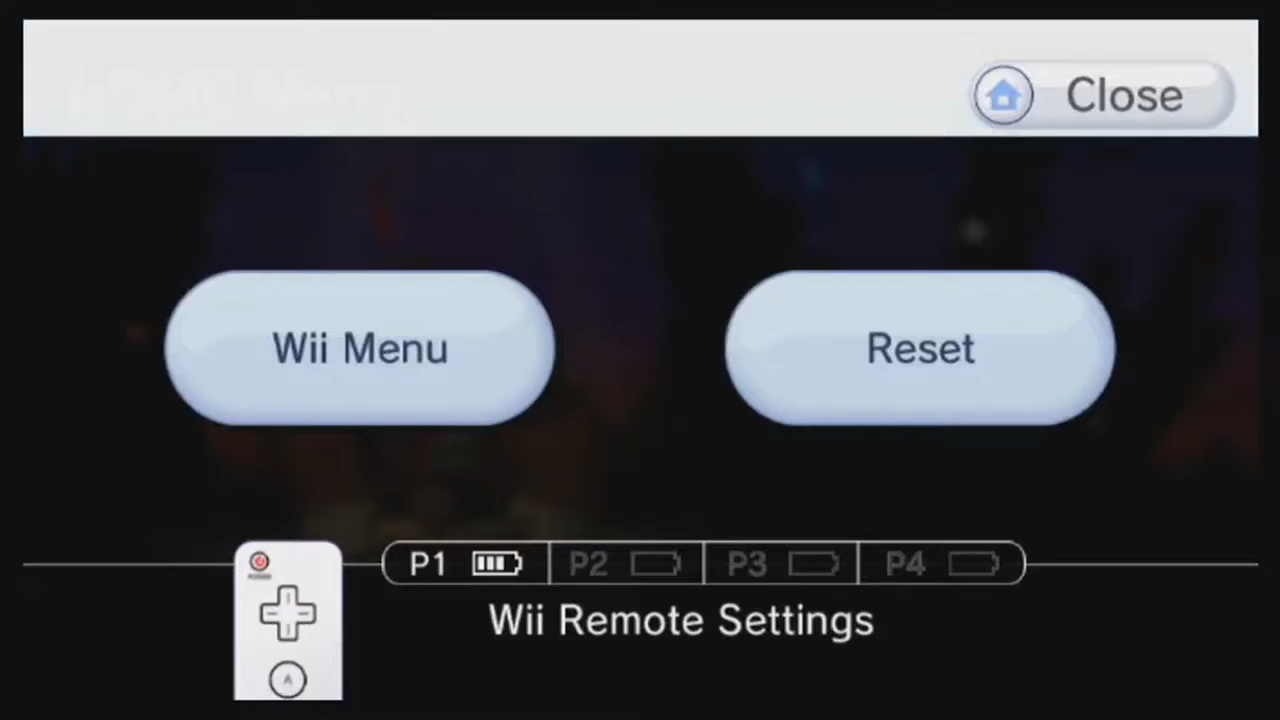 Close
Wii Menu
Reset
P1
P2
P3
P4
Wii Remote Settings
A